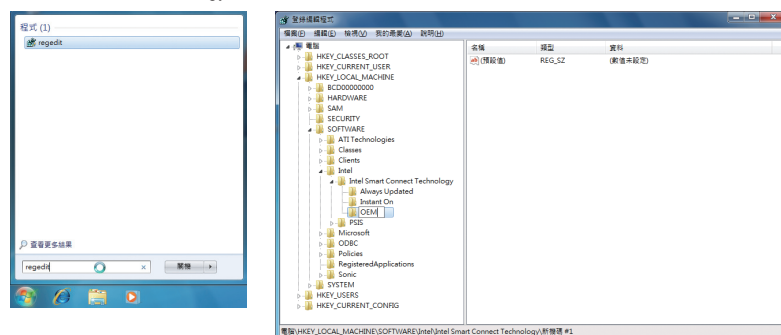 程式 (1)
regedit
查看更多結果
regedit
關機
登錄編輯程式
檔案(F) 編輯(E) 檢視(V) 我的最愛(A) 說明(H)
電腦
HKEY_CLASSES_ROOT
HKEY_CURRENT_USER
HKEY_LOCAL_MACHINE
BCD00000000
HARDWARE
SAM
SECURITY
SOFTWARE
ATI Technologies
Classes
Clients
Intel
Intel Smart Connect Technology
Always Updated
Instant On
OEM
PSIS
Microsoft
ODBC
Policies
RegisteredApplications
Sonic
SYSTEM
HKEY_USERS
HKEY_CURRENT_CONFIG
名稱 類型 資料
(預設值) REG_SZ (數值未設定)
電腦\HKEY_LOCAL_MACHINE\SOFTWARE\Intel\Intel Smart Connect Technology\新機碼 #1